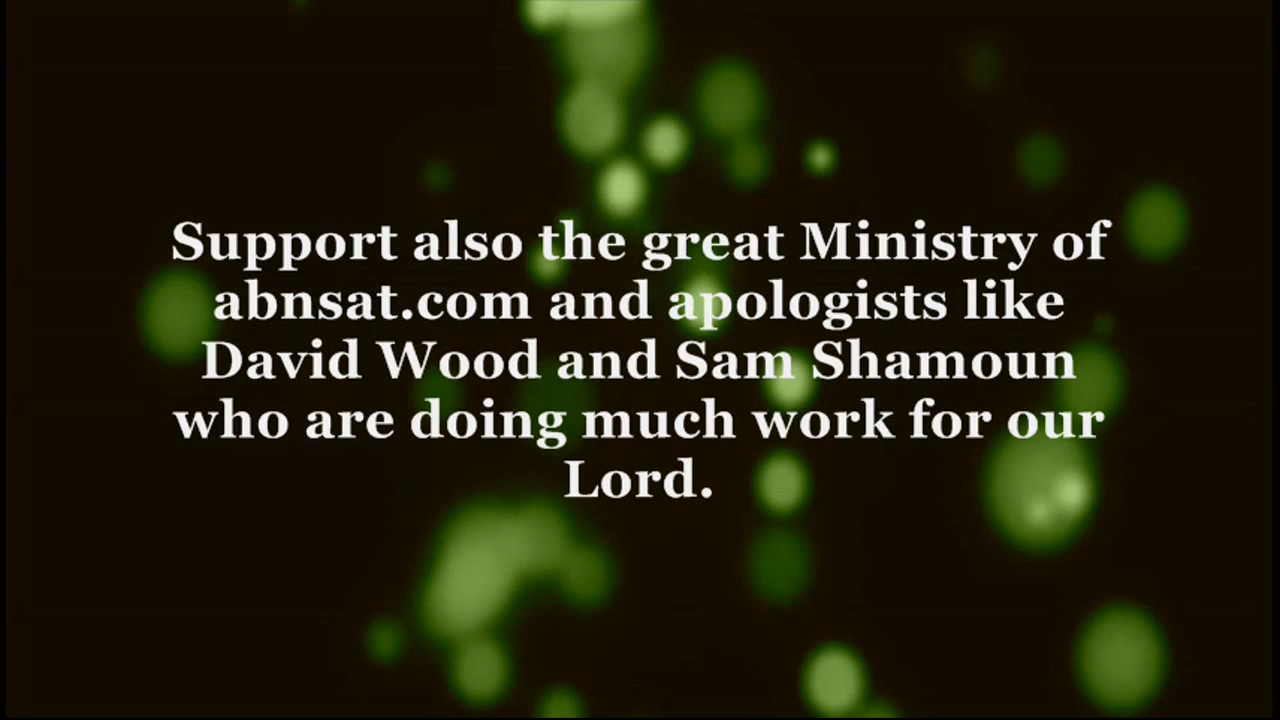 Support also the great Ministry of
abnsat.com and apologists like
David Wood and Sam Shamoun
who are doing much work for our
Lord.